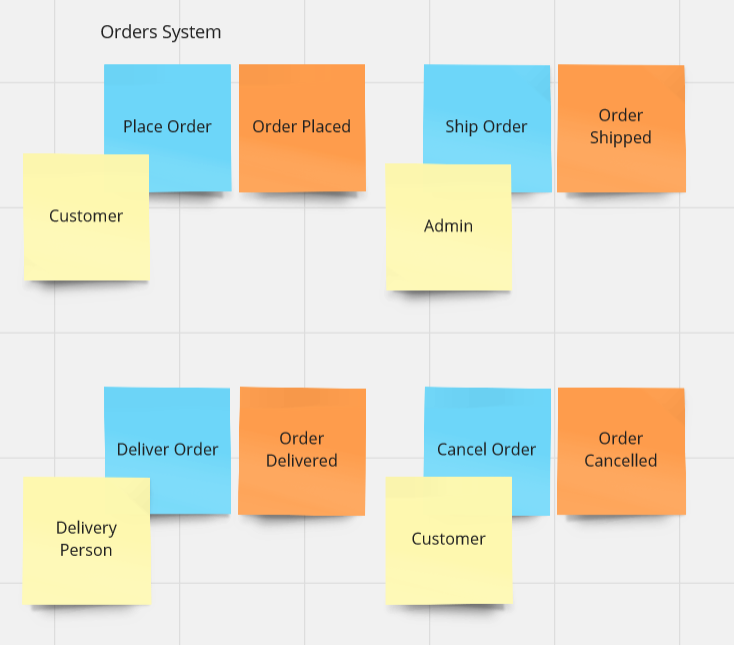 Orders System
Place Order
Order Placed
Customer
Ship Order
Order
Shipped
Admin
Deliver Order
Order
Delivered
Delivery
Person
Cancel Order
Order
Cancelled
Customer